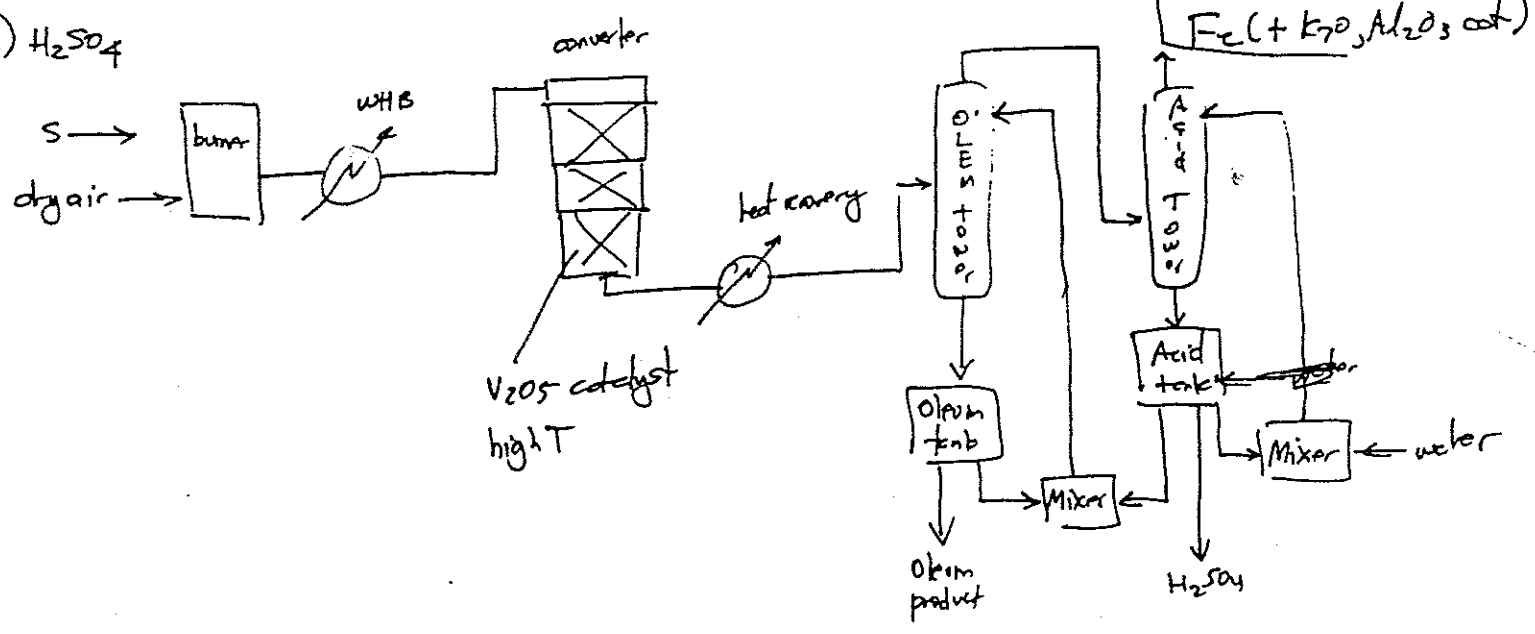 ) H₂SO₄
Fe (+ K₂O, Al₂O₃ cat)
converter
S
burner
WHB
dry air
heat recovery
Oleum tower
Acid Tower
V₂O₅ catalyst
high T
Acid
tank
Oleum
tank
Mixer
water
Mixer
Oleum
product
H₂SO₄